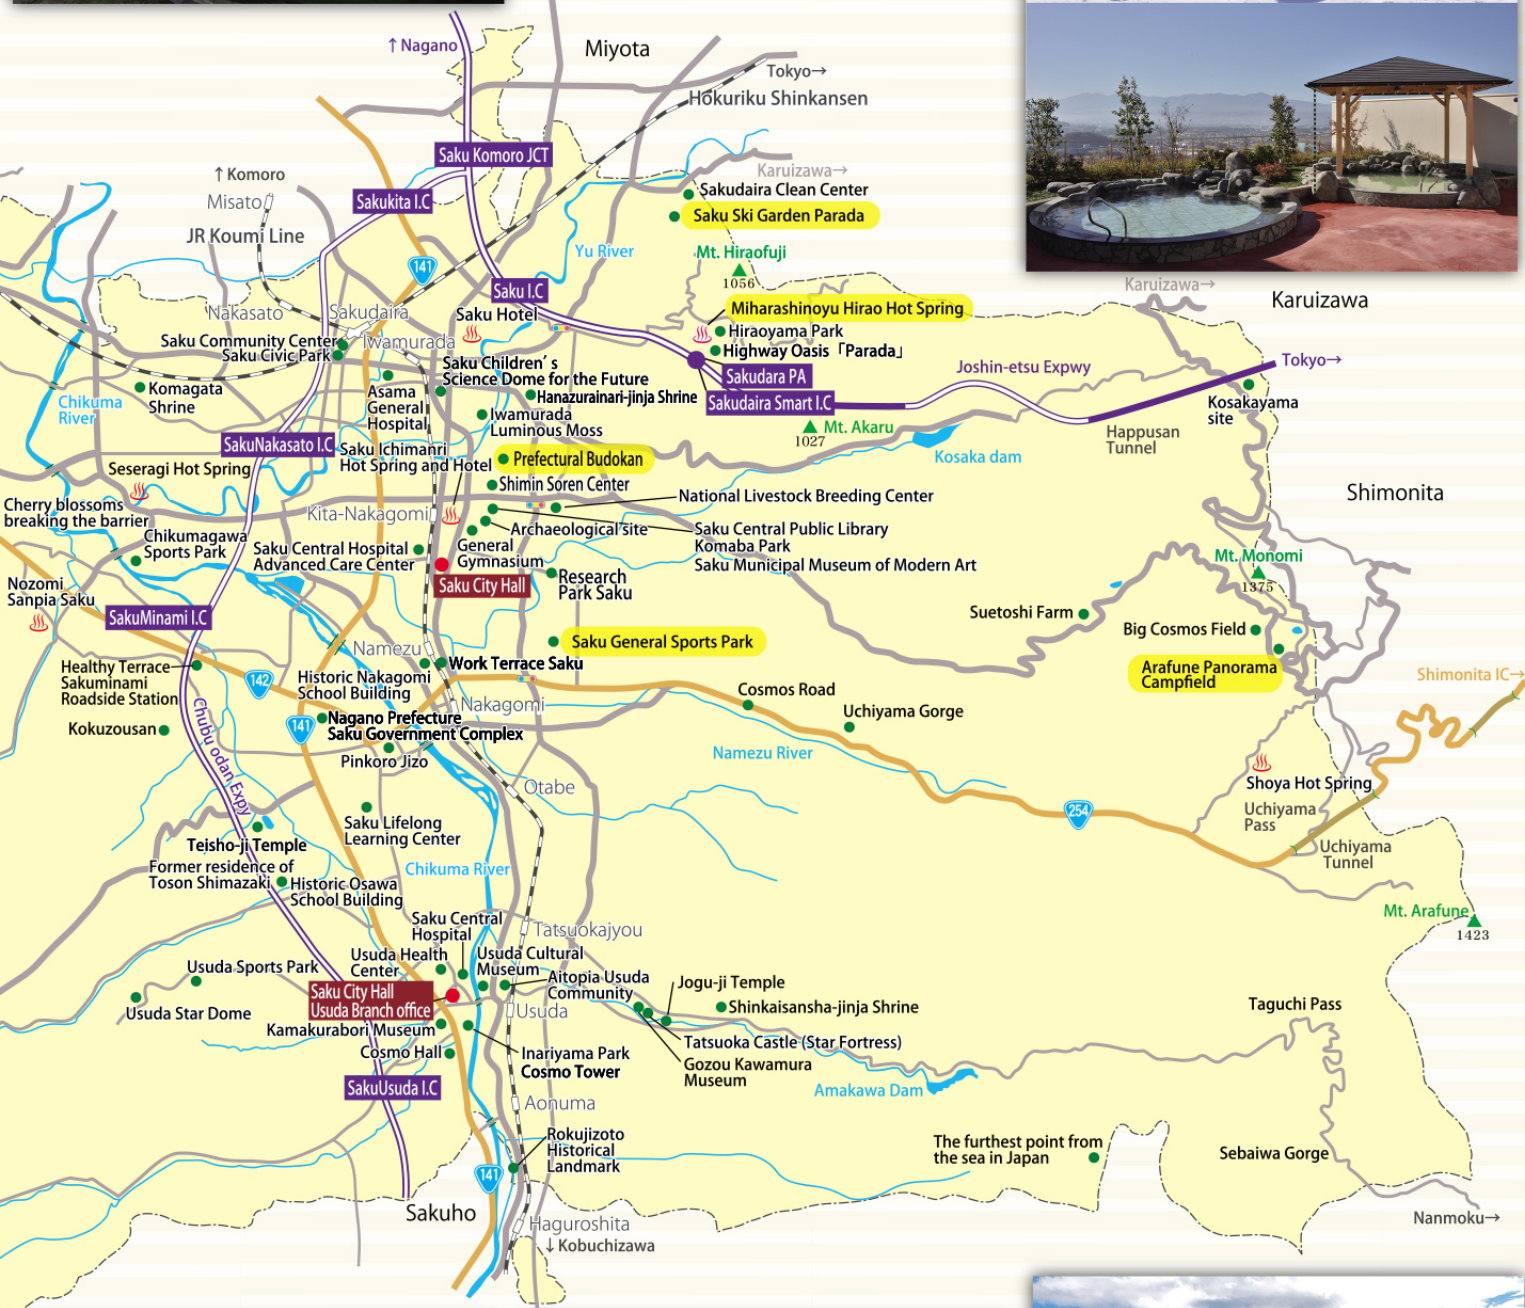 ↑ Nagano
Miyota
Tokyo→
Hokuriku Shinkansen
Saku Komoro JCT
↑ Komoro
Misato
Sakukita I.C
Karuizawa→
Sakudaira Clean Center
Saku Ski Garden Parada
JR Koumi Line
Yu River
Mt. Hiraofuji
1056
141
Saku I.C
Karuizawa→
Karuizawa
Nakasato
Sakudaira
Saku Hotel
Miharashinoyu Hirao Hot Spring
Hiraoyama Park
Highway Oasis「Parada」
Saku Community Center
Saku Civic Park
Iwamurada
Sakudara PA
Sakudaira Smart I.C
Joshin-etsu Expwy
Tokyo→
Saku Children's
Science Dome for the Future
Hanazurainari-jinja Shrine
Komagata
Shrine
Asama
General
Hospital
Iwamurada
Luminous Moss
Chikuma
River
Mt. Akaru
1027
Kosakayama
site
Happusan
Tunnel
Kosaka dam
SakuNakasato I.C
Saku Ichimanri
Hot Spring and Hotel
Prefectural Budokan
Seseragi Hot Spring
Shimin Soren Center
Shimonita
National Livestock Breeding Center
Cherry blossoms
breaking the barrier
Kita-Nakagomi
Archaeological site
Saku Central Public Library
Komaba Park
Saku Municipal Museum of Modern Art
Chikumagawa
Sports Park
Saku Central Hospital
Advanced Care Center
General
Gymnasium
Saku City Hall
Research
Park Saku
Mt. Monomi
1375
Nozomi
Sanpia Saku
SakuMinami I.C
Suetoshi Farm
Big Cosmos Field
Saku General Sports Park
Namezu
Work Terrace Saku
Arafune Panorama
Campfield
Shimonita IC→
Healthy Terrace
Sakuminami
Roadside Station
142
Historic Nakagomi
School Building
Nakagomi
Cosmos Road
Uchiyama Gorge
Kokuzousan
Chubu odan Expy
141
Nagano Prefecture
Saku Government Complex
Pinkoro Jizo
Namezu River
Otabe
Shoya Hot Spring
Uchiyama
Pass
254
Saku Lifelong
Learning Center
Teisho-ji Temple
Uchiyama
Tunnel
Former residence of
Toson Shimazaki
Historic Osawa
School Building
Chikuma River
Mt. Arafune
1423
Saku Central
Hospital
Tatsuokajyou
Usuda Health
Center
Usuda Cultural
Museum
Aitopia Usuda
Community
Usuda Sports Park
Usuda Star Dome
Saku City Hall
Usuda Branch office
Jogu-ji Temple
Shinkaisansha-jinja Shrine
Usuda
Taguchi Pass
Kamakurabori Museum
Tatsuoka Castle (Star Fortress)
Cosmo Hall
Inariyama Park
Cosmo Tower
Gozou Kawamura
Museum
SakuUsuda I.C
Amakawa Dam
Aonuma
Rokujizoto
Historical
Landmark
The furthest point from
the sea in Japan
Sebaiwa Gorge
141
Sakuho
Haguroshita
↓Kobuchizawa
Nanmoku→